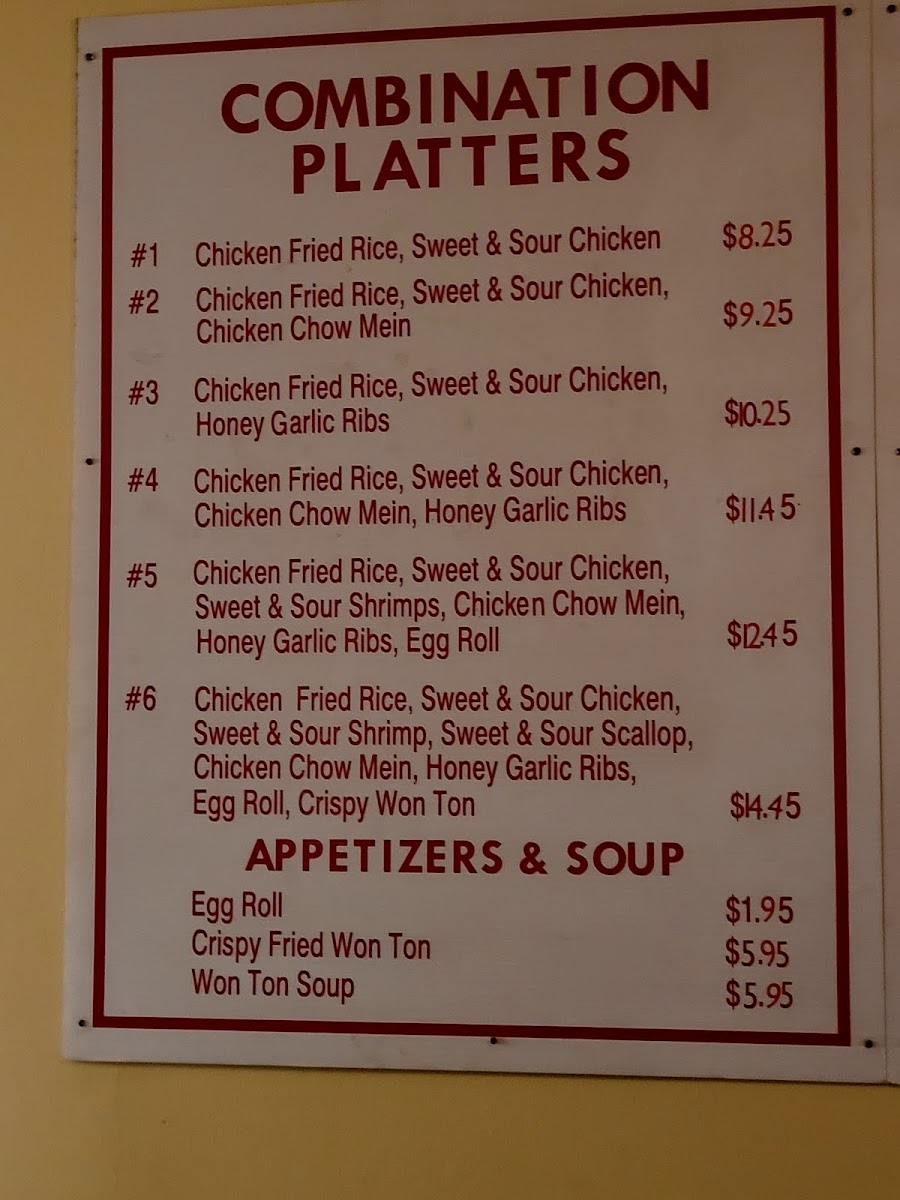 COMBINATION
PLATTERS
#1 Chicken Fried Rice, Sweet & Sour Chicken $8.25
#2 Chicken Fried Rice, Sweet & Sour Chicken,
Chicken Chow Mein $9.25
#3 Chicken Fried Rice, Sweet & Sour Chicken,
Honey Garlic Ribs $10.25
#4 Chicken Fried Rice, Sweet & Sour Chicken,
Chicken Chow Mein, Honey Garlic Ribs $11.45
#5 Chicken Fried Rice, Sweet & Sour Chicken,
Sweet & Sour Shrimps, Chicken Chow Mein,
Honey Garlic Ribs, Egg Roll $12.45
#6 Chicken Fried Rice, Sweet & Sour Chicken,
Sweet & Sour Shrimp, Sweet & Sour Scallop,
Chicken Chow Mein, Honey Garlic Ribs,
Egg Roll, Crispy Won Ton $14.45
APPETIZERS & SOUP
Egg Roll $1.95
Crispy Fried Won Ton $5.95
Won Ton Soup $5.95